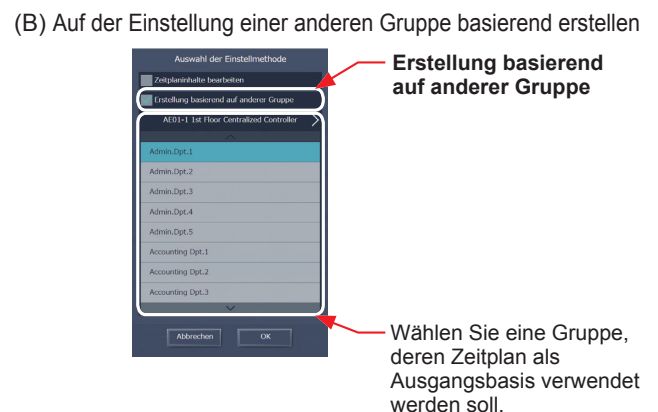 (B) Auf der Einstellung einer anderen Gruppe basierend erstellen
Auswahl der Einstellmethode
Zeitplaninhalte bearbeiten
Erstellung basierend auf anderer Gruppe
AE01-1 1st Floor Centralized Controller
Admin.Dpt.1
Admin.Dpt.2
Admin.Dpt.3
Admin.Dpt.4
Admin.Dpt.5
Accounting Dpt.1
Accounting Dpt.2
Accounting Dpt.3
Abbrechen
OK
Erstellung basierend
auf anderer Gruppe
Wählen Sie eine Gruppe,
deren Zeitplan als
Ausgangsbasis verwendet
werden soll.